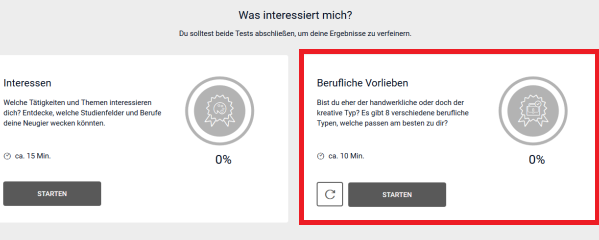 Was interessiert mich?
Du solltest beide Tests abschließen, um deine Ergebnisse zu verfeinern.
Interessen
Welche Tätigkeiten und Themen interessieren
dich? Entdecke, welche Studienfelder und Berufe
deine Neugier wecken könnten.
0%
ca. 15 Min.
STARTEN
Berufliche Vorlieben
Bist du eher der handwerkliche oder doch der
kreative Typ? Es gibt 8 verschiedene berufliche
Typen, welche passen am besten zu dir?
0%
ca. 10 Min.
STARTEN